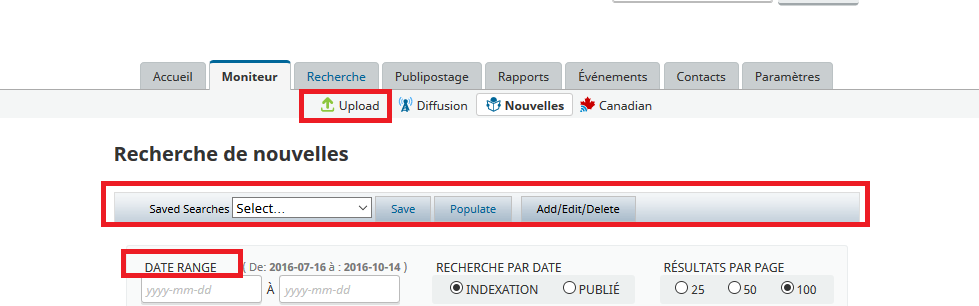 Accueil Moniteur Recherche Publipostage Rapports Événements Contacts Paramètres
Upload Diffusion Nouvelles Canadian
Recherche de nouvelles
Saved Searches Select... Save Populate Add/Edit/Delete
DATE RANGE ( De: 2016-07-16 à : 2016-10-14 ) RECHERCHE PAR DATE RÉSULTATS PAR PAGE
yyyy-mm-dd À yyyy-mm-dd INDEXATION PUBLIÉ 25 50 100